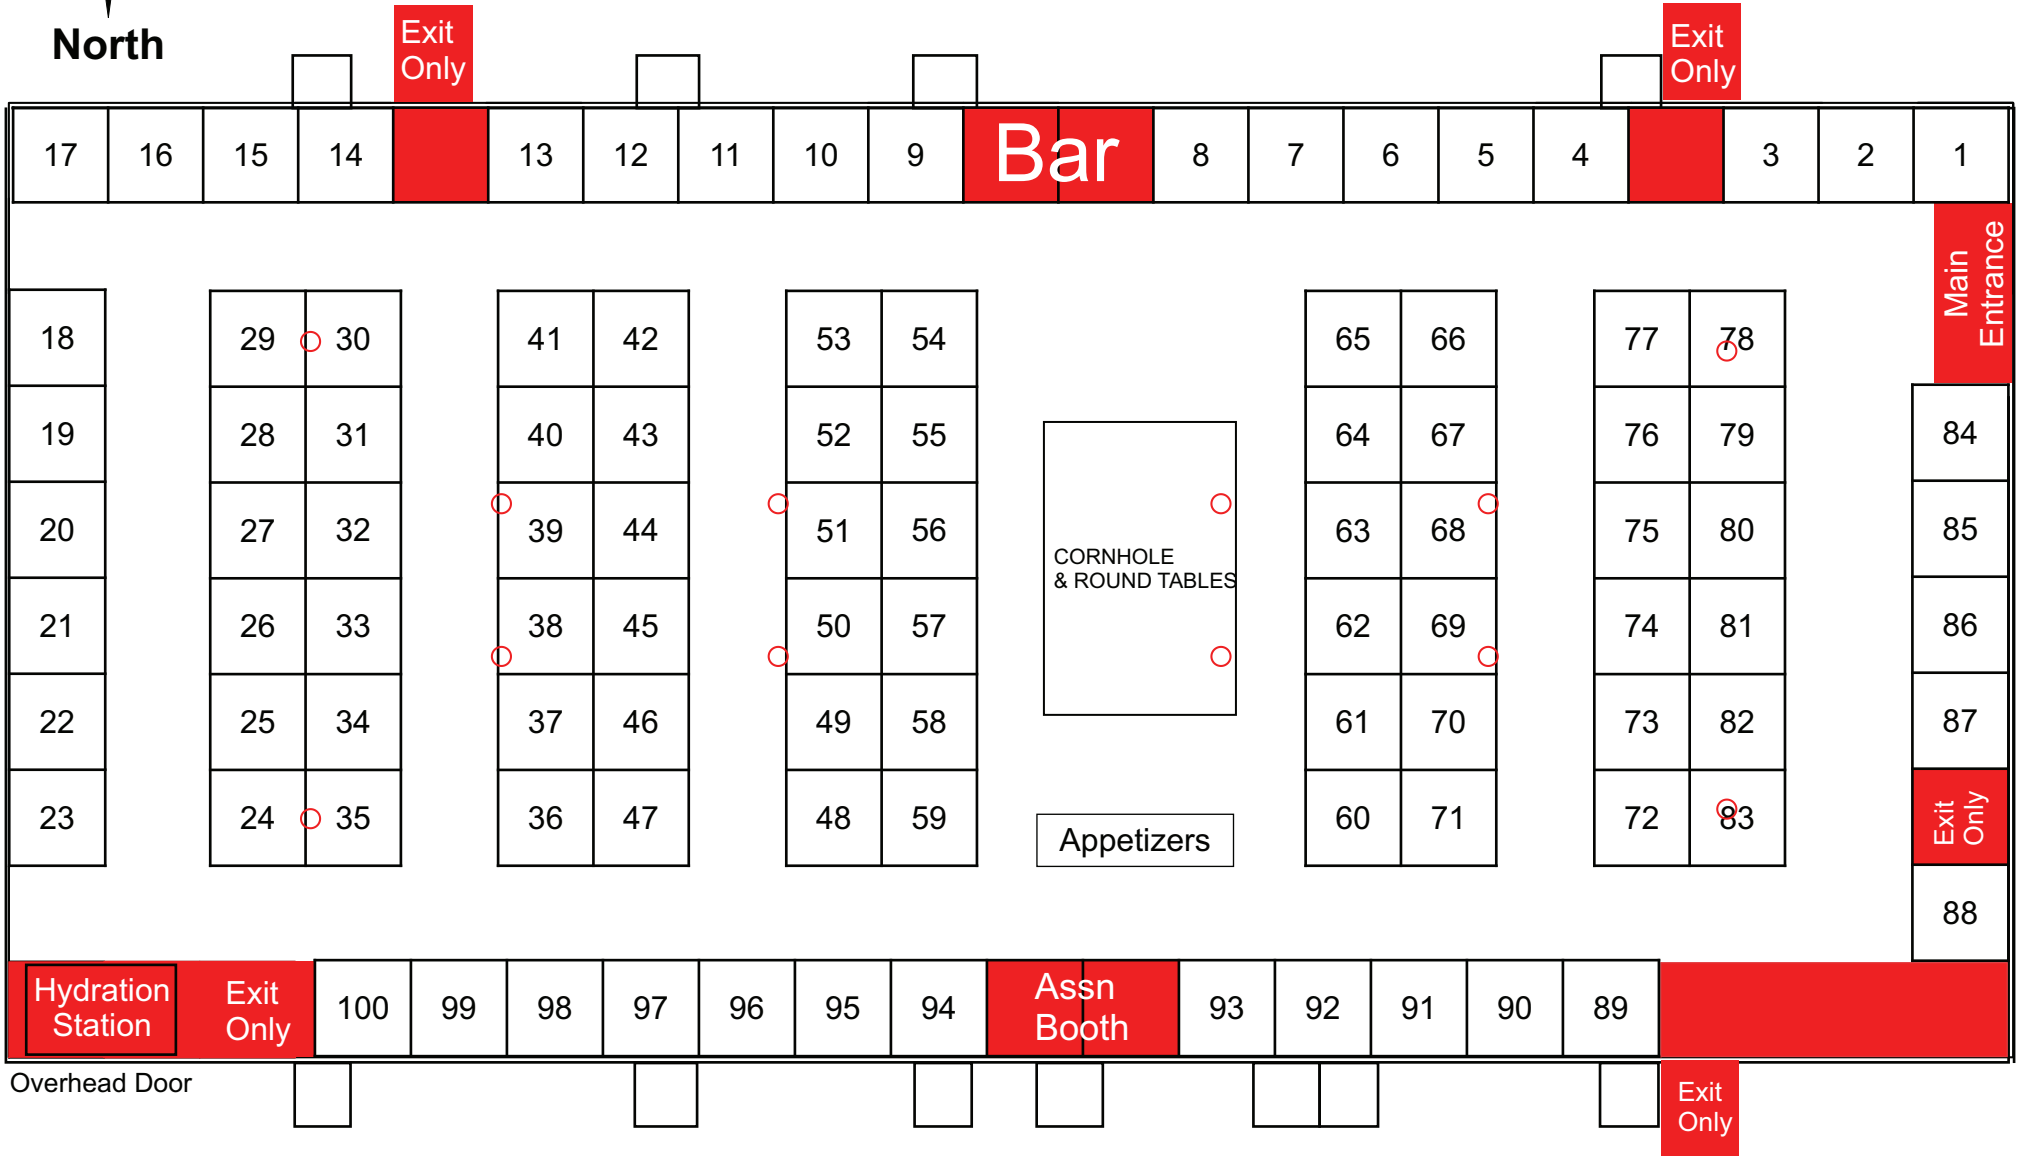 North
Exit
Only
Exit
Only
17 16 15 14 13 12 11 10 9 Bar 8 7 6 5 4 3 2 1
Main
Entrance
18 29 30 41 42 53 54 65 66 77 78
19 28 31 40 43 52 55 64 67 76 79 84
20 27 32 39 44 51 56 63 68 75 80 85
CORNHOLE
& ROUND TABLES
21 26 33 38 45 50 57 62 69 74 81 86
22 25 34 37 46 49 58 61 70 73 82 87
23 24 35 36 47 48 59 60 71 72 83
Appetizers
Exit
Only
88
Hydration
Station
Exit
Only
100 99 98 97 96 95 94
Assn
Booth
93 92 91 90 89
Overhead Door
Exit
Only